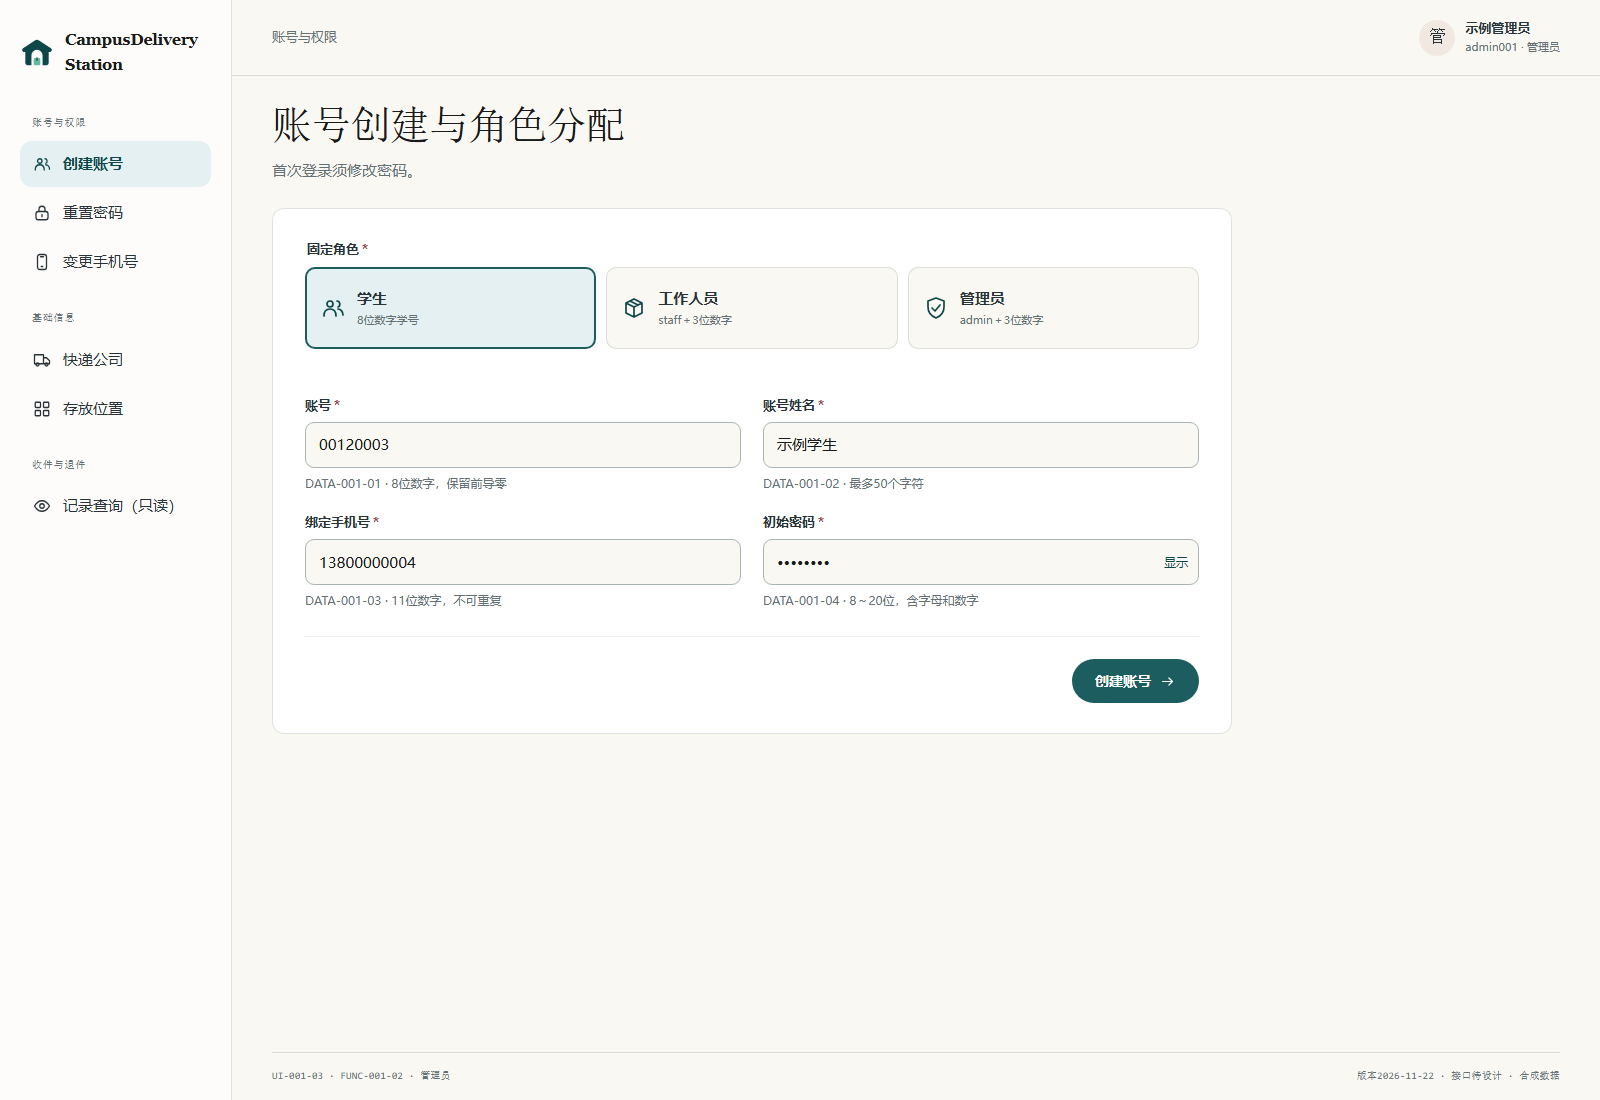 CampusDelivery
Station
账号与权限
创建账号
重置密码
变更手机号
基础信息
快递公司
存放位置
收件与退件
记录查询（只读）
账号与权限
管
示例管理员
admin001 · 管理员
账号创建与角色分配
首次登录须修改密码。
固定角色 *
学生
8位数字学号
工作人员
staff + 3位数字
管理员
admin + 3位数字
账号 *
00120003
DATA-001-01 · 8位数字，保留前导零
账号姓名 *
示例学生
DATA-001-02 · 最多50个字符
绑定手机号 *
13800000004
DATA-001-03 · 11位数字，不可重复
初始密码 *
••••••••
显示
DATA-001-04 · 8～20位，含字母和数字
创建账号 →
UI-001-03 · FUNC-001-02 · 管理员
版本2026-11-22 · 接口待设计 · 合成数据